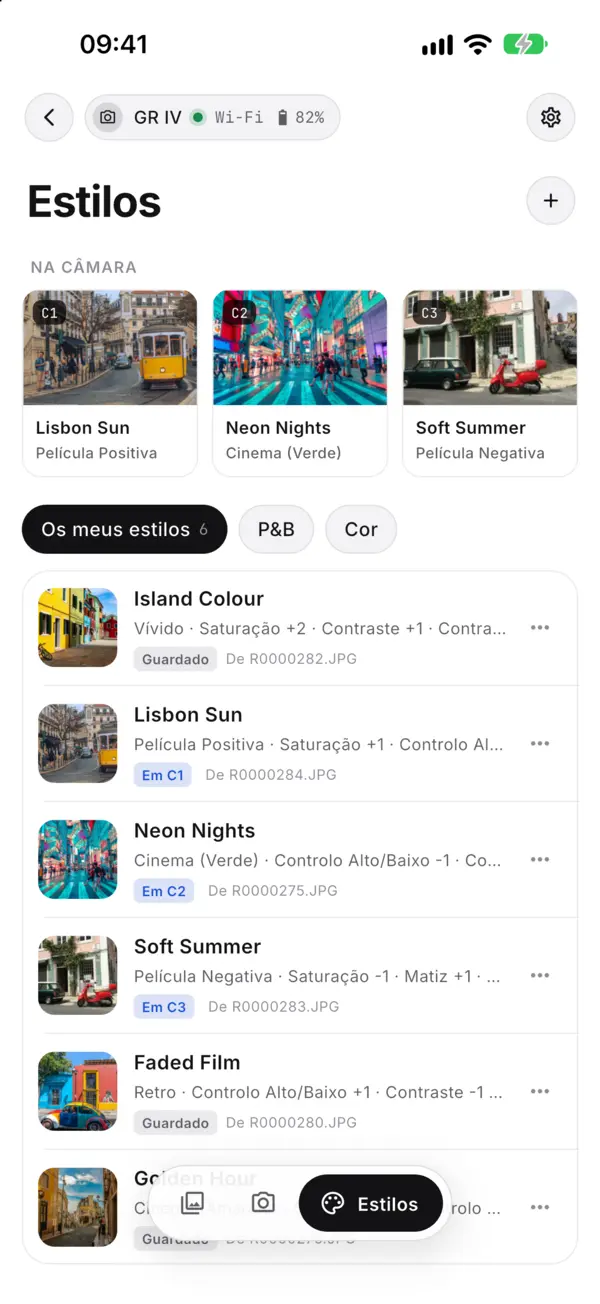 09:41
GR IV Wi-Fi 82%
Estilos
NA CÂMARA
C1
C2
C3
Lisbon Sun
Película Positiva
Neon Nights
Cinema (Verde)
Soft Summer
Película Negativa
Os meus estilos 6
P&B
Cor
Island Colour
Vívido · Saturação +2 · Contraste +1 · Contra...
Guardado De R0000282.JPG
Lisbon Sun
Película Positiva · Saturação +1 · Controlo Al...
Em C1 De R0000284.JPG
Neon Nights
Cinema (Verde) · Controlo Alto/Baixo -1 · Co...
Em C2 De R0000275.JPG
Soft Summer
Película Negativa · Saturação -1 · Matiz +1 · ...
Em C3 De R0000283.JPG
Faded Film
Retro · Controlo Alto/Baixo +1 · Contraste -1 ...
Guardado De R0000280.JPG
Golden Hour
Estilos
Guardado